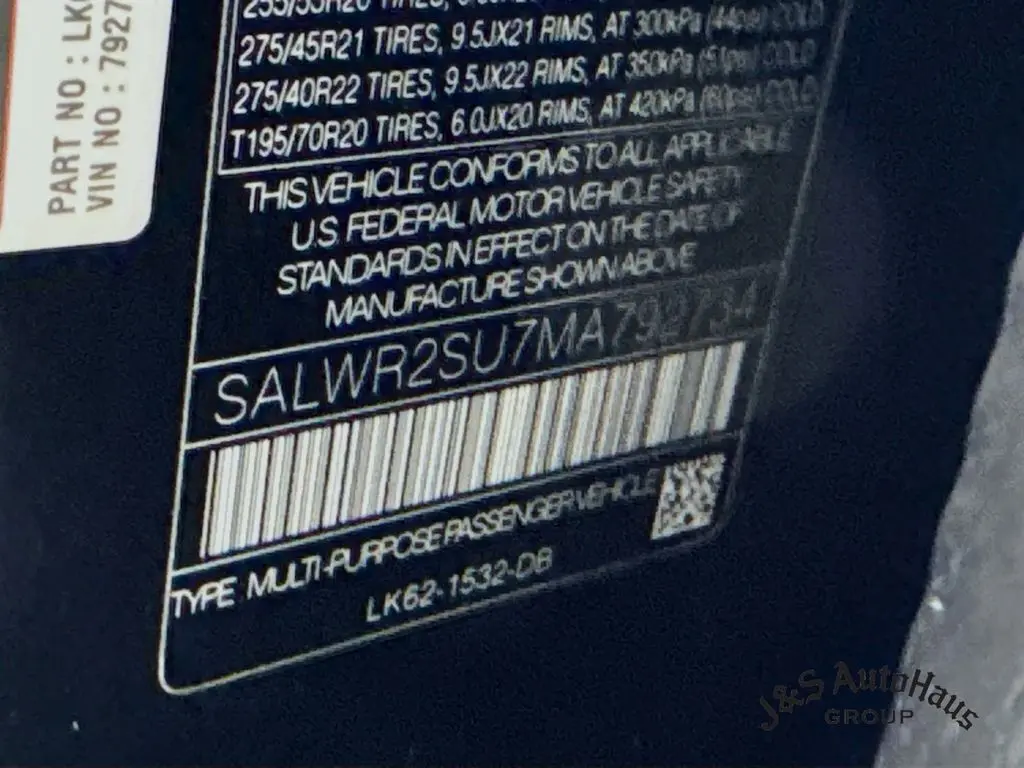 PART NO : LK
VIN NO : 7927
275/45R21 TIRES, 9.5JX21 RIMS, AT 300kPa (44psi) COLD
275/40R22 TIRES, 9.5JX22 RIMS, AT 350kPa (51psi) COLD
T195/70R20 TIRES, 6.0JX20 RIMS, AT 420kPa (60psi) COLD
THIS VEHICLE CONFORMS TO ALL APPLICABLE
U.S. FEDERAL MOTOR VEHICLE SAFETY
STANDARDS IN EFFECT ON THE DATE OF
MANUFACTURE SHOWN ABOVE
SALWR2SU7MA792734
TYPE: MULTI-PURPOSE PASSENGER VEHICLE
LK62-1532-DB
J&S AutoHaus
GROUP